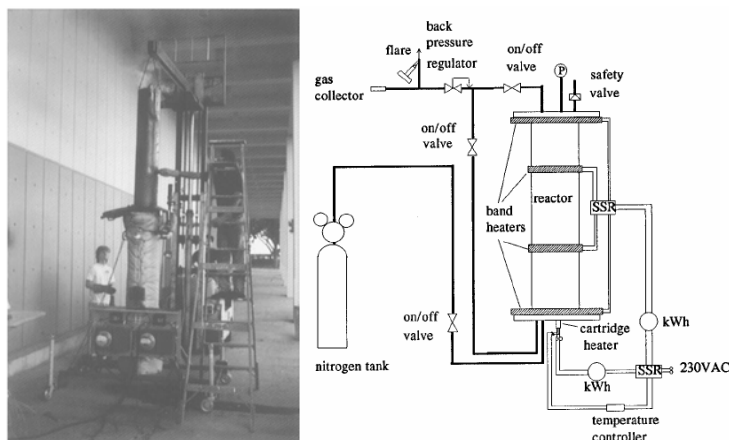 back
pressure
regulator
flare
on/off
valve
P
safety
valve
gas
collector
on/off
valve
reactor
SSR
band
heaters
on/off
valve
cartridge
heater
kWh
nitrogen tank
kWh
SSR
230VAC
temperature
controller